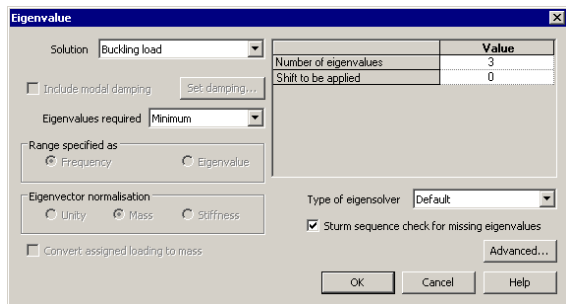 Eigenvalue
Solution Buckling load
Include modal damping Set damping...
Eigenvalues required Minimum
Range specified as
Frequency Eigenvalue
Eigenvector normalisation
Unity Mass Stiffness
Convert assigned loading to mass
Value
Number of eigenvalues 3
Shift to be applied 0
Type of eigensolver Default
Sturm sequence check for missing eigenvalues
Advanced...
OK Cancel Help